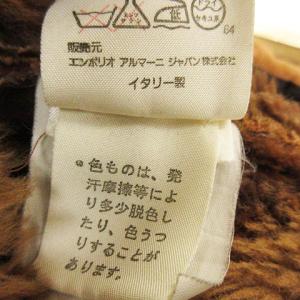 64
販売元
エンポリオ アルマーニ ジャパン株式会社
イタリー製
◎色ものは、発
汗摩擦等によ
り多少脱色し
たり、色うつ
りすることが
あります。